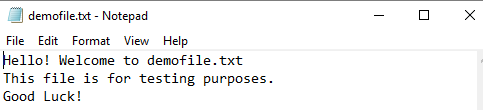 demofile.txt - Notepad
File Edit Format View Help
Hello! Welcome to demofile.txt
This file is for testing purposes.
Good Luck!